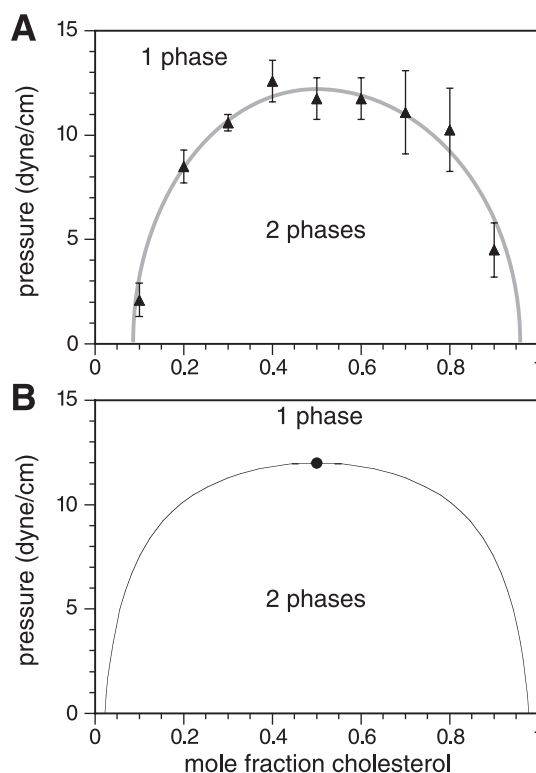 A
15
1 phase
10
pressure (dyne/cm)
2 phases
5
0
0 0.2 0.4 0.6 0.8 1
B
15
1 phase
10
pressure (dyne/cm)
2 phases
5
0
0 0.2 0.4 0.6 0.8 1
mole fraction cholesterol